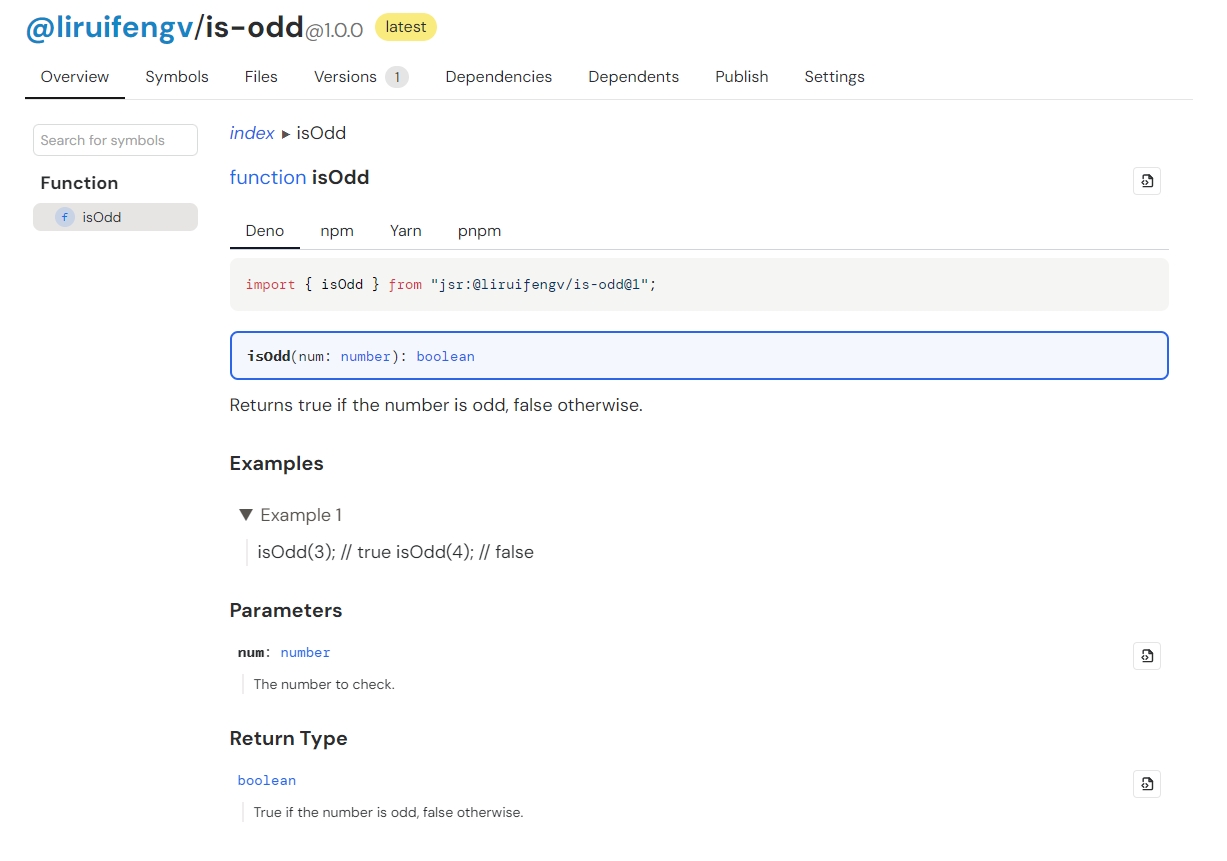 @liruifengv/is-odd@1.0.0 latest
Overview Symbols Files Versions 1 Dependencies Dependents Publish Settings
Search for symbols
Function
f isOdd
index ▸ isOdd
function isOdd
Deno npm Yarn pnpm
import { isOdd } from "jsr:@liruifengv/is-odd@1";
isOdd(num: number): boolean
Returns true if the number is odd, false otherwise.
Examples
▼ Example 1
isOdd(3); // true isOdd(4); // false
Parameters
num: number
The number to check.
Return Type
boolean
True if the number is odd, false otherwise.